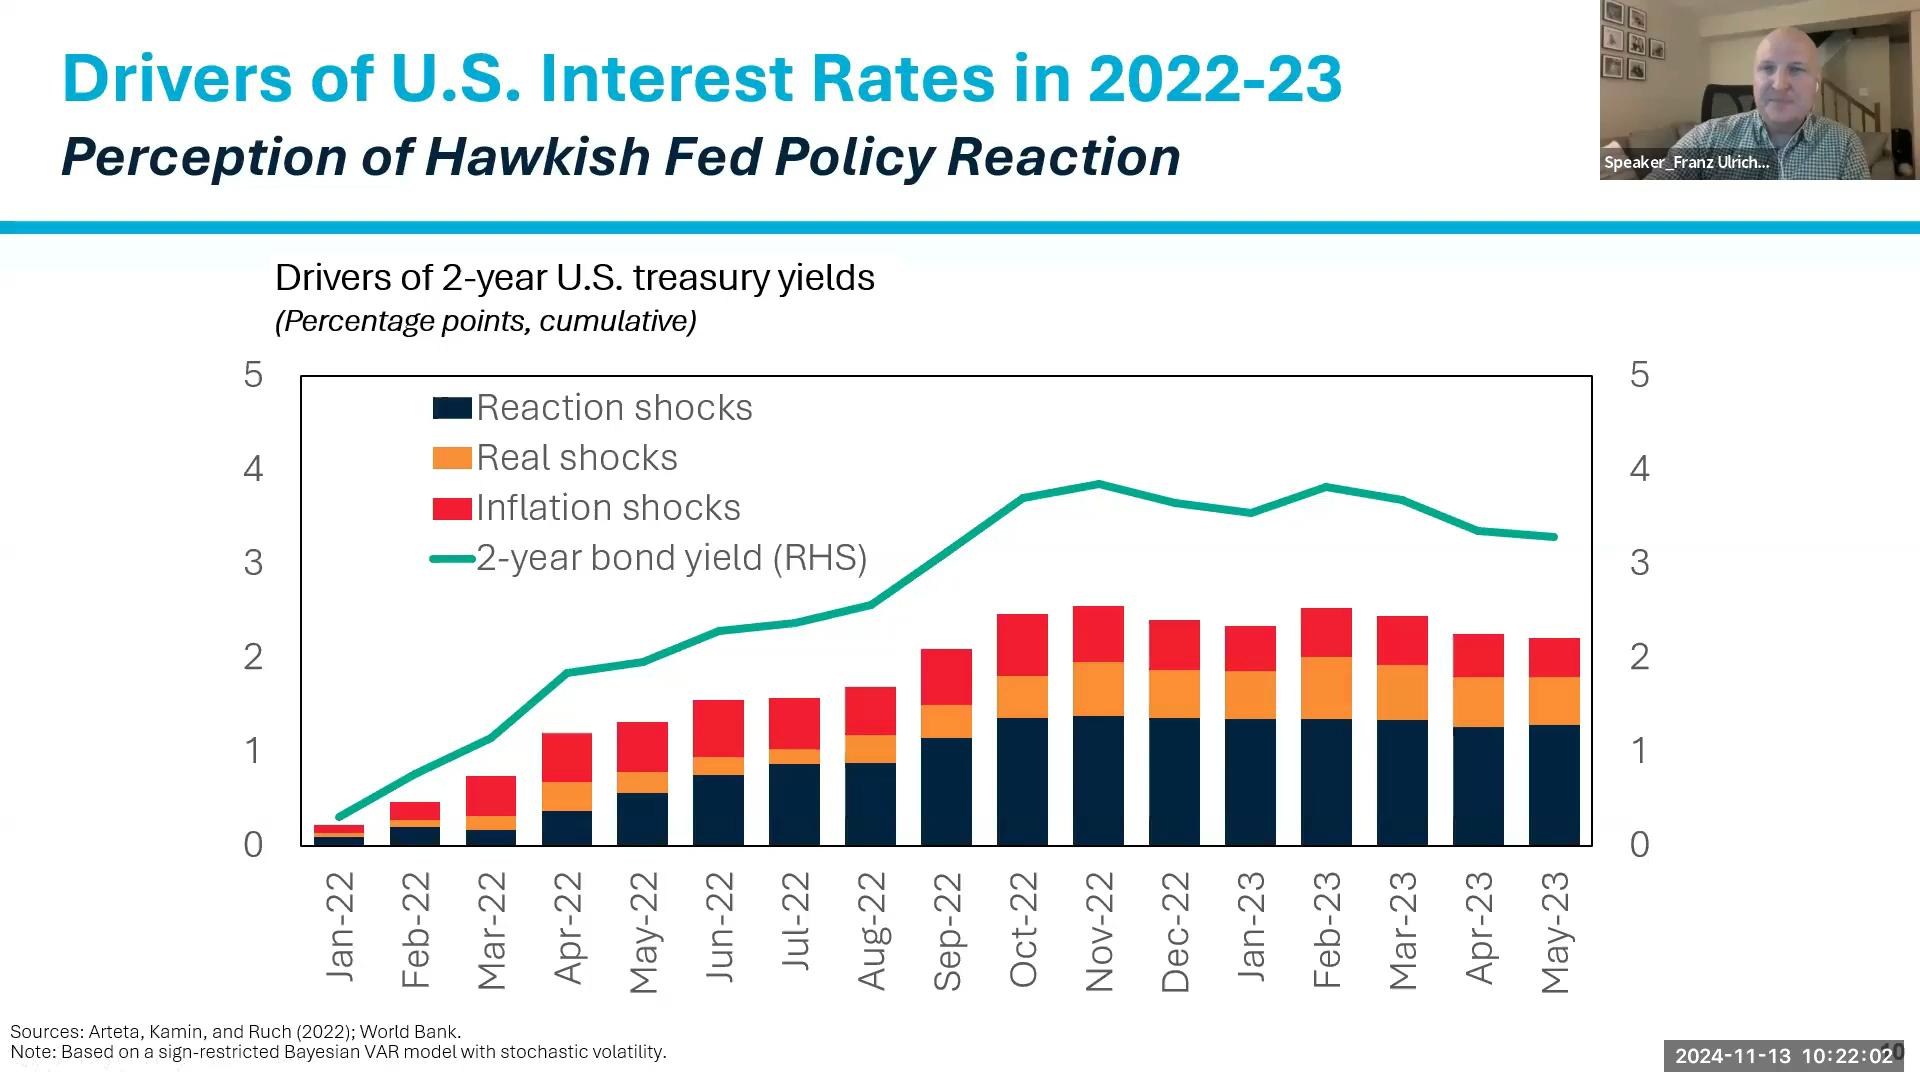 Drivers of U.S. Interest Rates in 2022-23
Perception of Hawkish Fed Policy Reaction
Speaker_Franz Ulrich...
Drivers of 2-year U.S. treasury yields
(Percentage points, cumulative)
5
4
3
2
1
0
Reaction shocks
Real shocks
Inflation shocks
2-year bond yield (RHS)
5
4
3
2
1
0
Jan-22
Feb-22
Mar-22
Apr-22
May-22
Jun-22
Jul-22
Aug-22
Sep-22
Oct-22
Nov-22
Dec-22
Jan-23
Feb-23
Mar-23
Apr-23
May-23
Sources: Arteta, Kamin, and Ruch (2022); World Bank.
Note: Based on a sign-restricted Bayesian VAR model with stochastic volatility.
2024-11-13 10:22:02
10